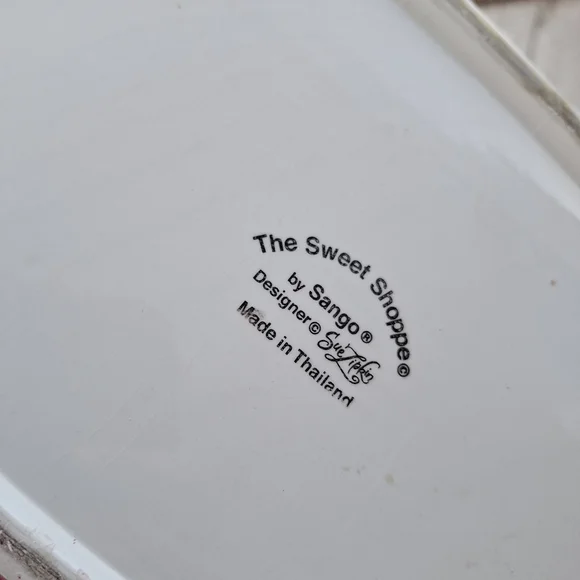 The Sweet Shoppe©
by Sango®
Designer© Sue Zipkin
Made in Thailand